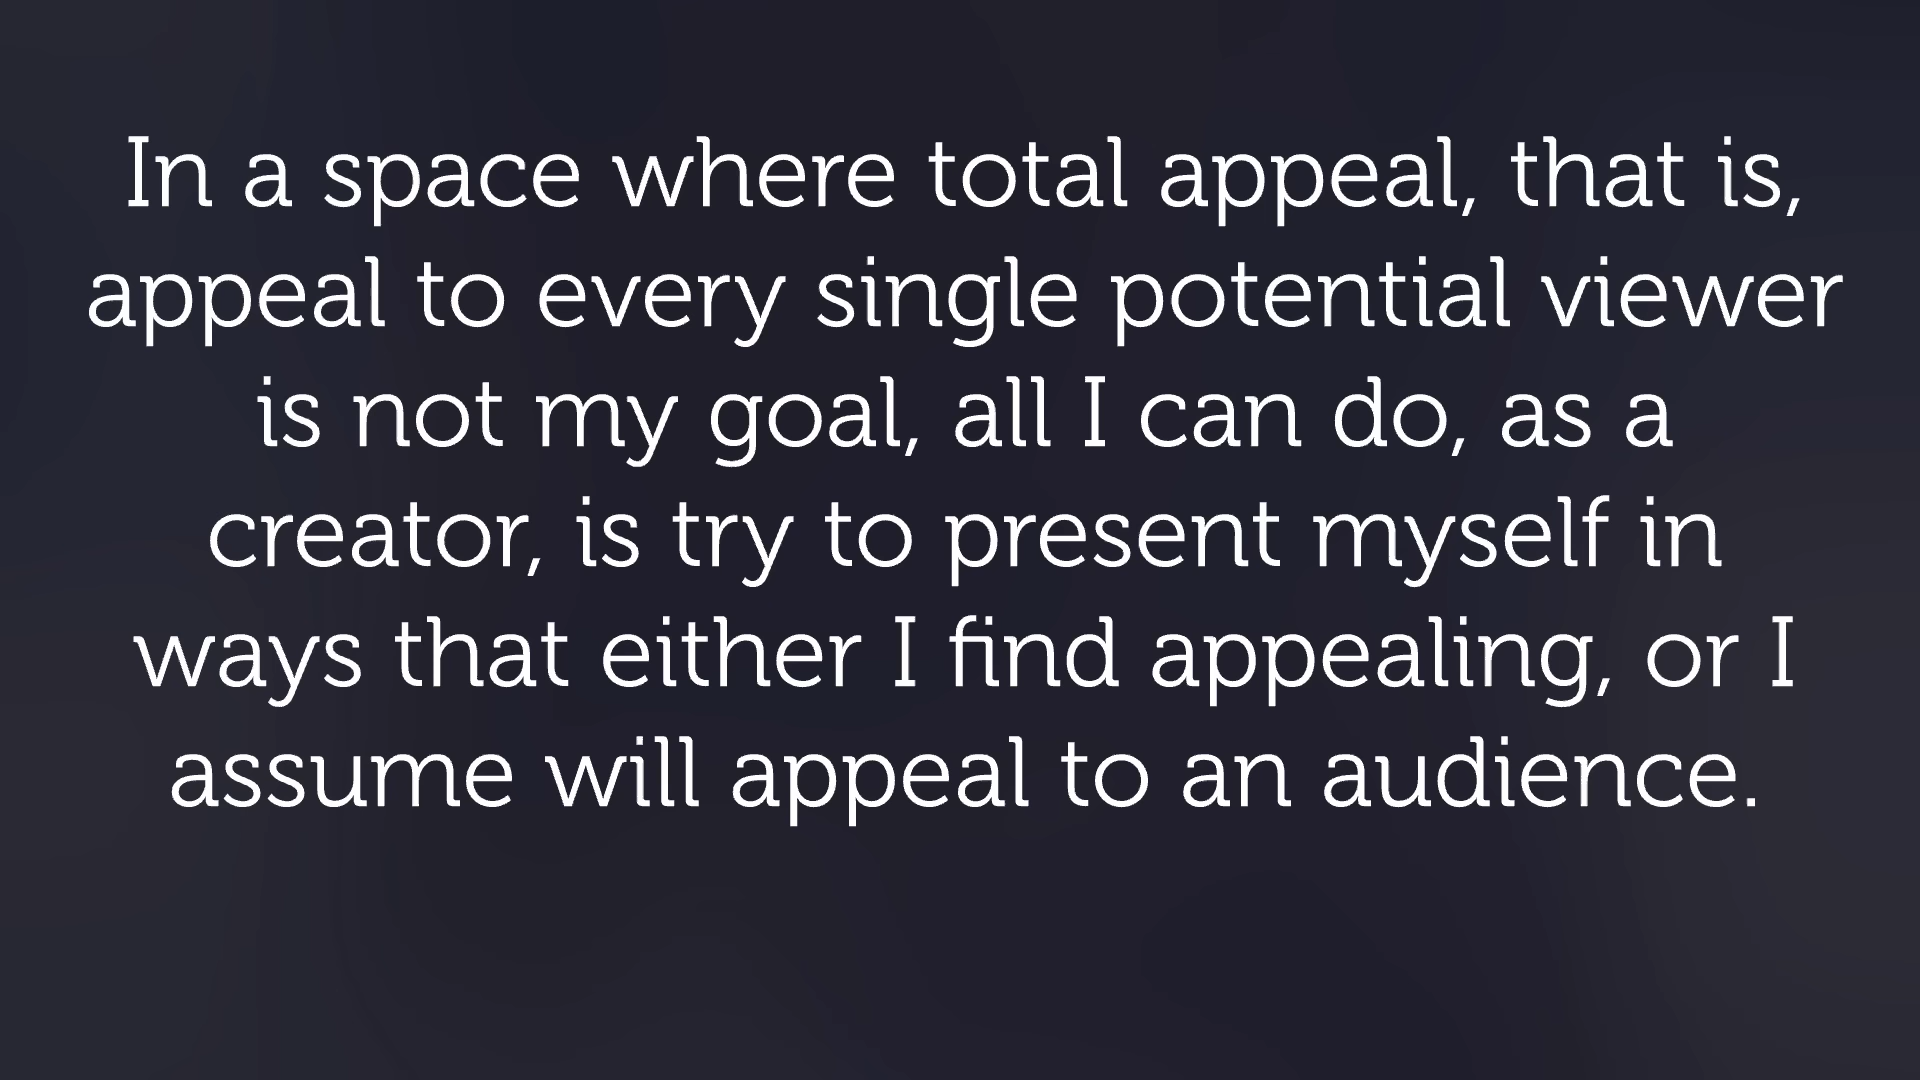 In a space where total appeal, that is,
appeal to every single potential viewer
is not my goal, all I can do, as a
creator, is try to present myself in
ways that either I find appealing, or I
assume will appeal to an audience.